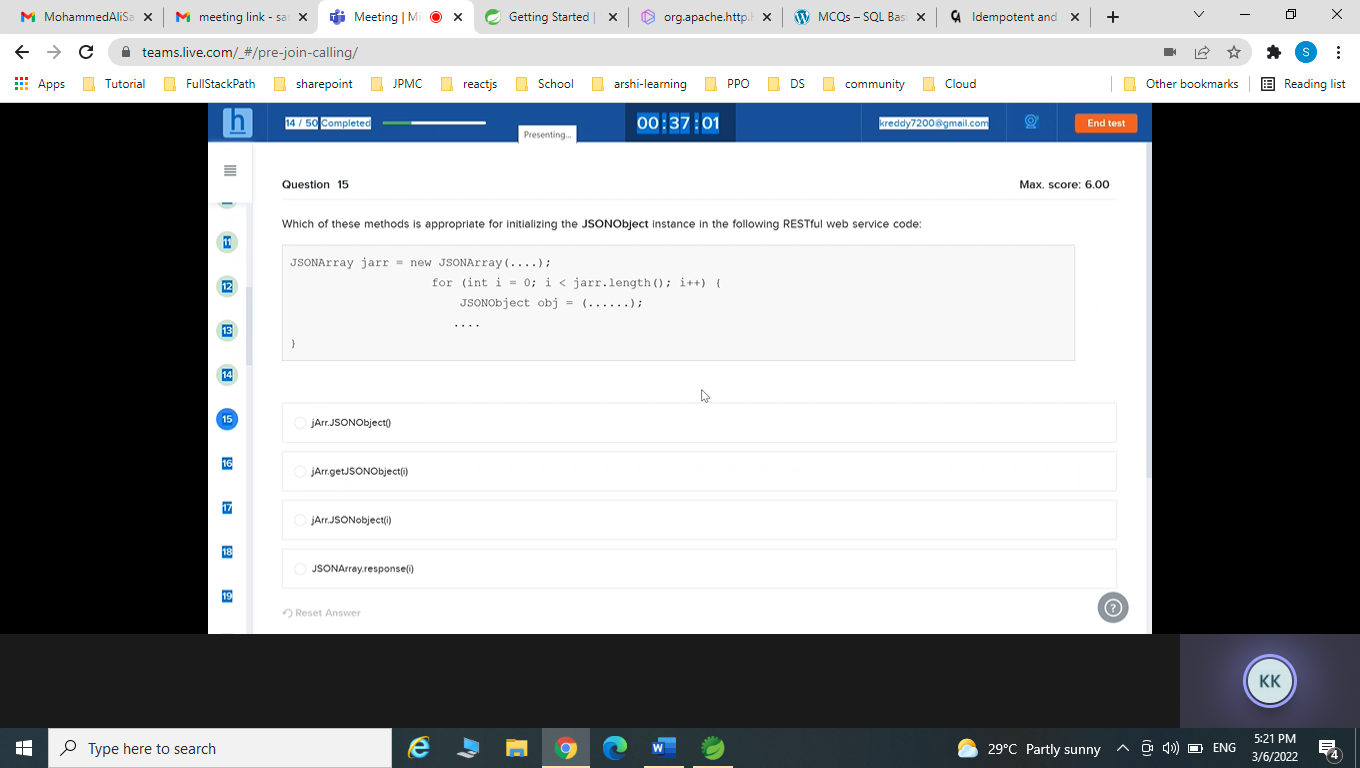 MohammedAliSa
meeting link - sa
Meeting | Mi
Getting Started |
org.apache.http.
MCQs – SQL Bas
Idempotent and
teams.live.com/_#/pre-join-calling/
S
Apps
Tutorial
FullStackPath
sharepoint
JPMC
reactjs
School
arshi-learning
PPO
DS
community
Cloud
Other bookmarks
Reading list
h
14 / 50 Completed
Presenting...
00 : 37 : 01
kreddy7200@gmail.com
End test
Question 15
Max. score: 6.00
Which of these methods is appropriate for initializing the JSONObject instance in the following RESTful web service code:
JSONArray jarr = new JSONArray(....);
for (int i = 0; i < jarr.length(); i++) {
JSONObject obj = (......);
....
}
11
12
13
14
15
16
17
18
19
jArr.JSONObject()
jArr.getJSONObject(i)
jArr.JSONobject(i)
JSONArray.response(i)
Reset Answer
?
KK
Type here to search
29°C Partly sunny
ENG
5:21 PM
3/6/2022
4